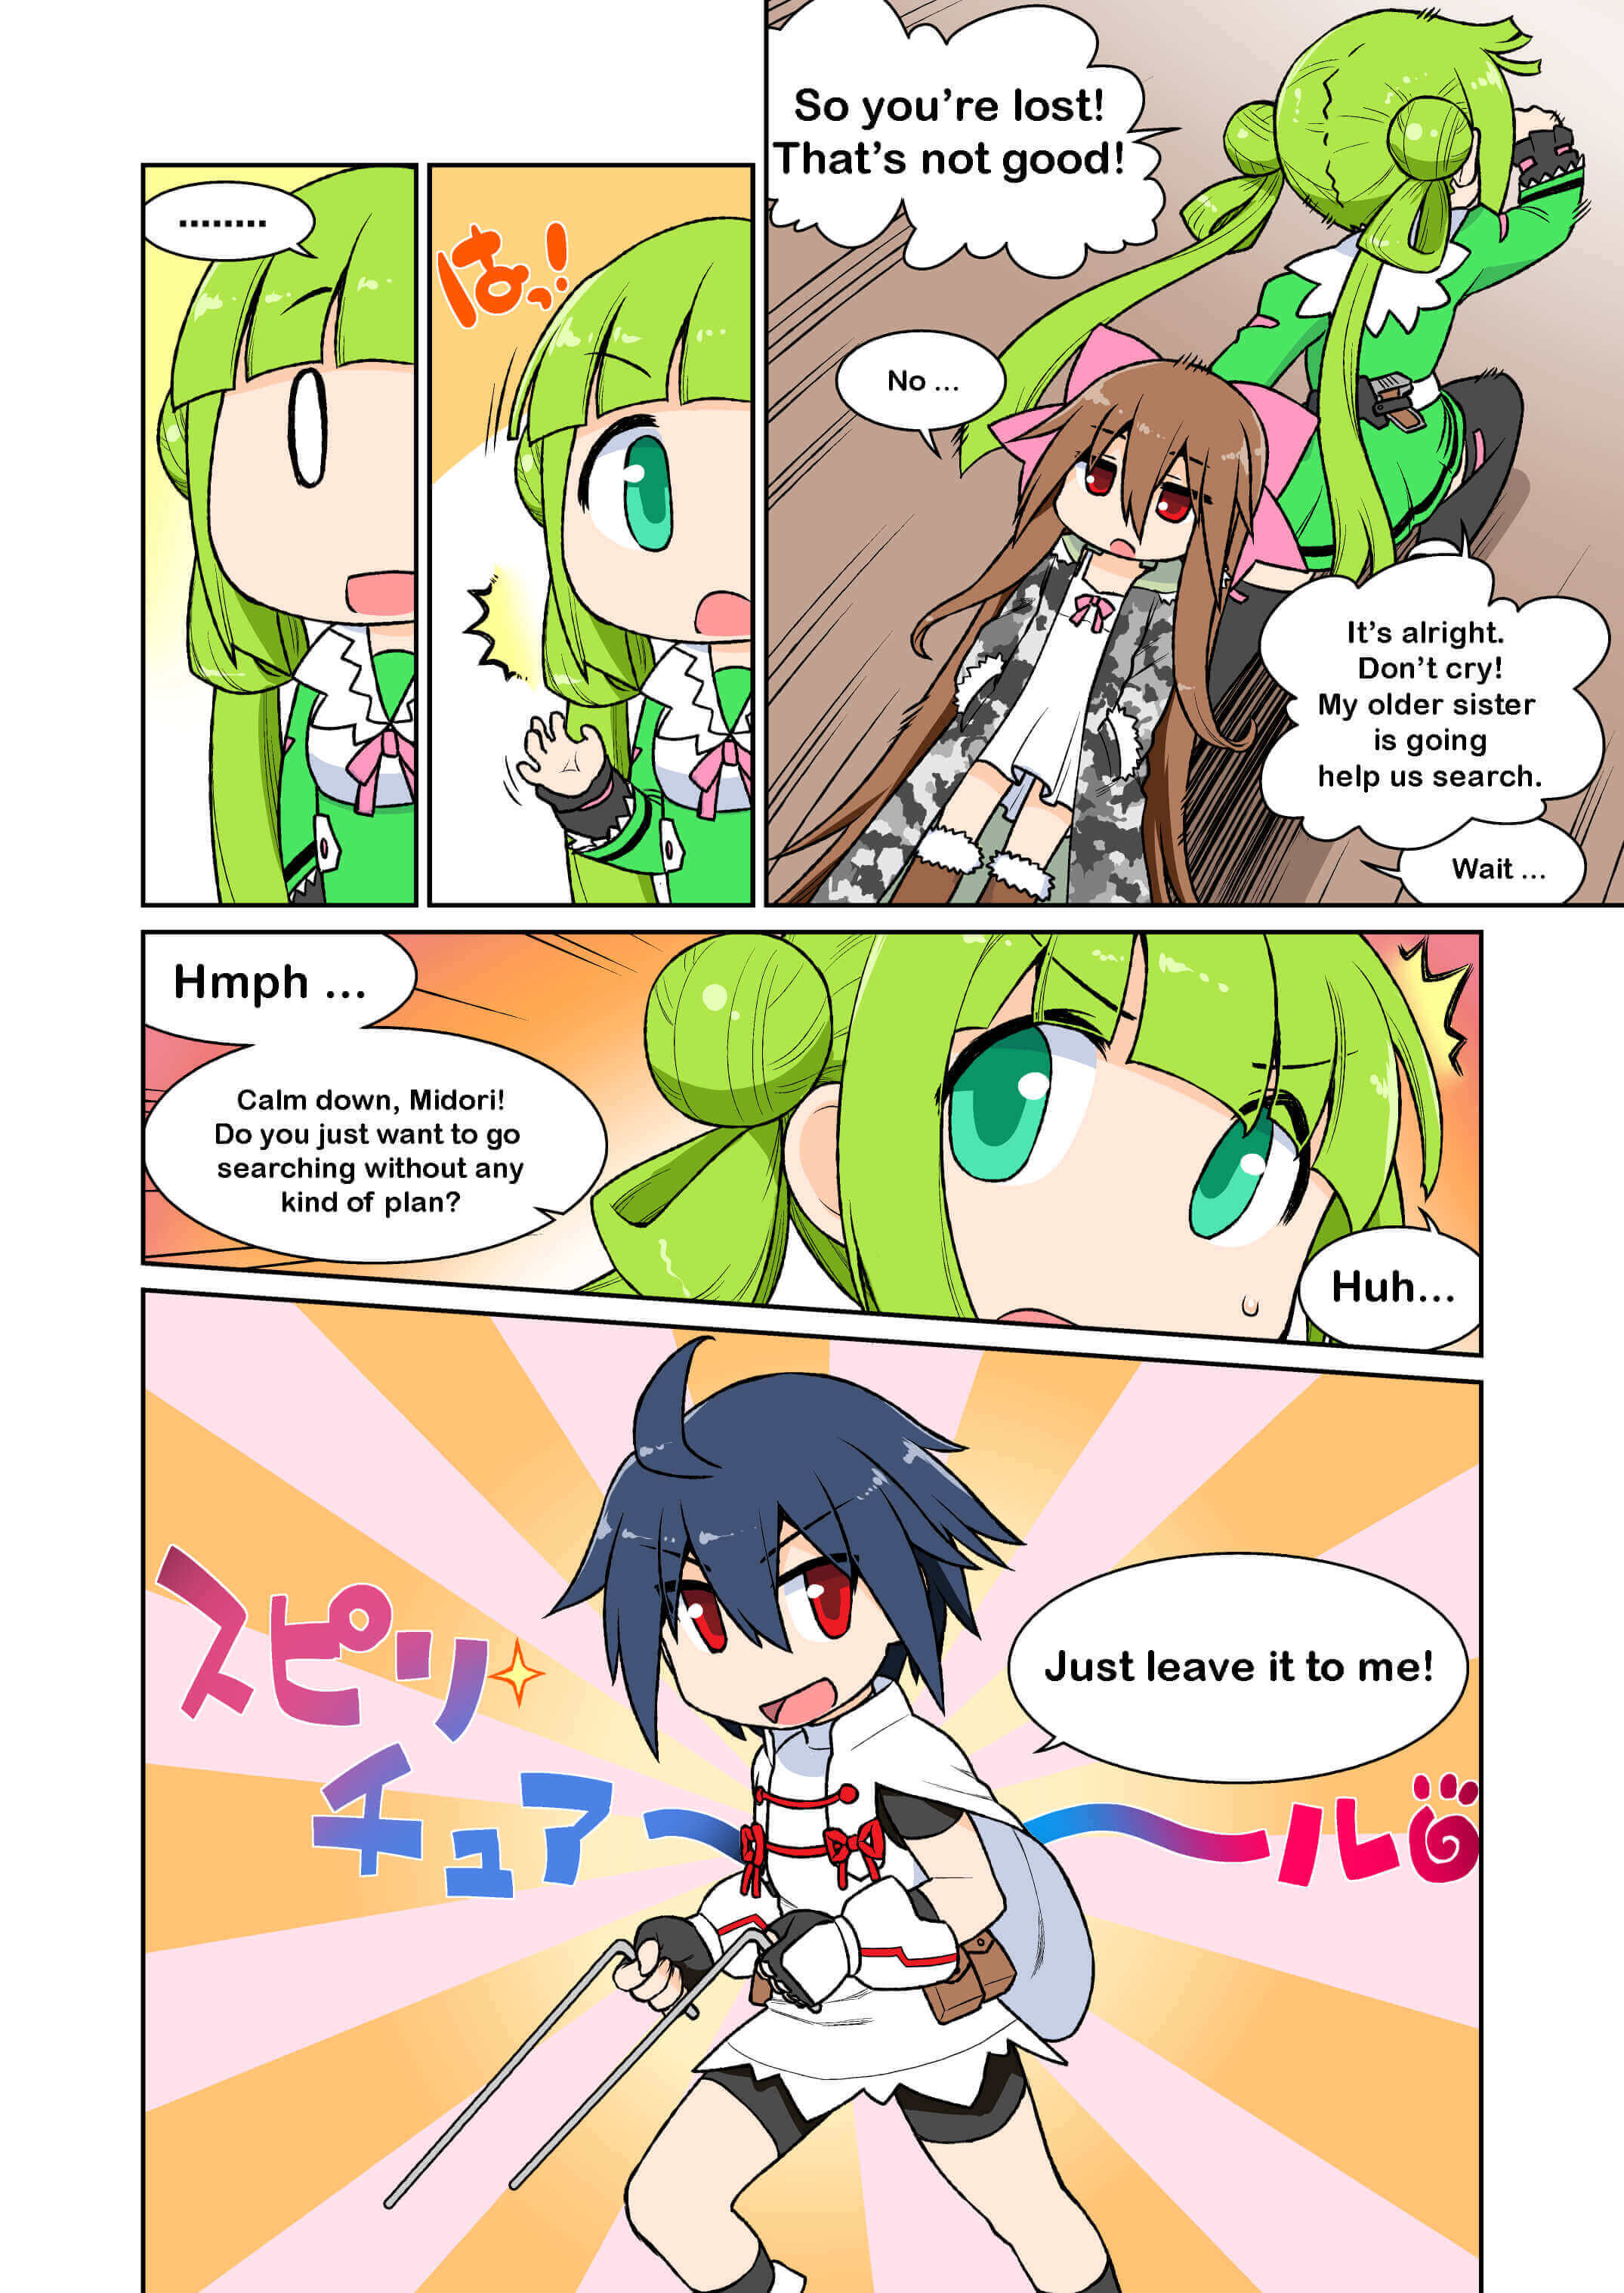 ........
はっ!
So you're lost!
That's not good!
No ...
It's alright.
Don't cry!
My older sister
is going
help us search.
Wait ...
Hmph ...
Calm down, Midori!
Do you just want to go
searching without any
kind of plan?
Huh...
Just leave it to me!
スピリ
チュア～～ル